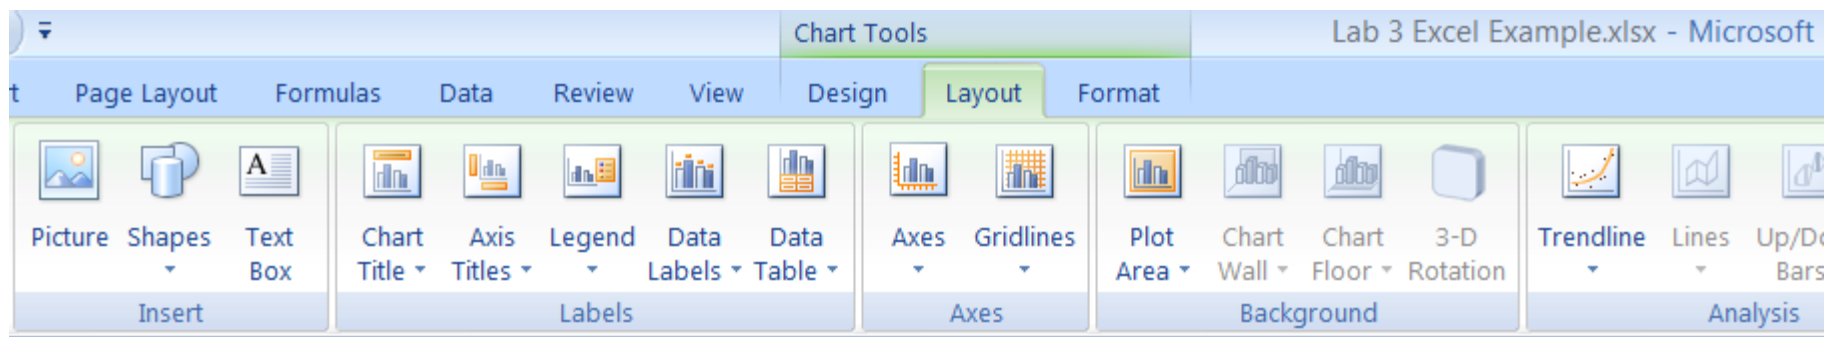 Chart Tools
Lab 3 Excel Example.xlsx - Microsoft
Page Layout Formulas Data Review View Design Layout Format
A
Picture Shapes Text Chart Axis Legend Data Data Axes Gridlines Plot Chart Chart 3-D Trendline Lines
Box Title Titles Labels Table Area Wall Floor Rotation Bars
Insert Labels Axes Background Analysis